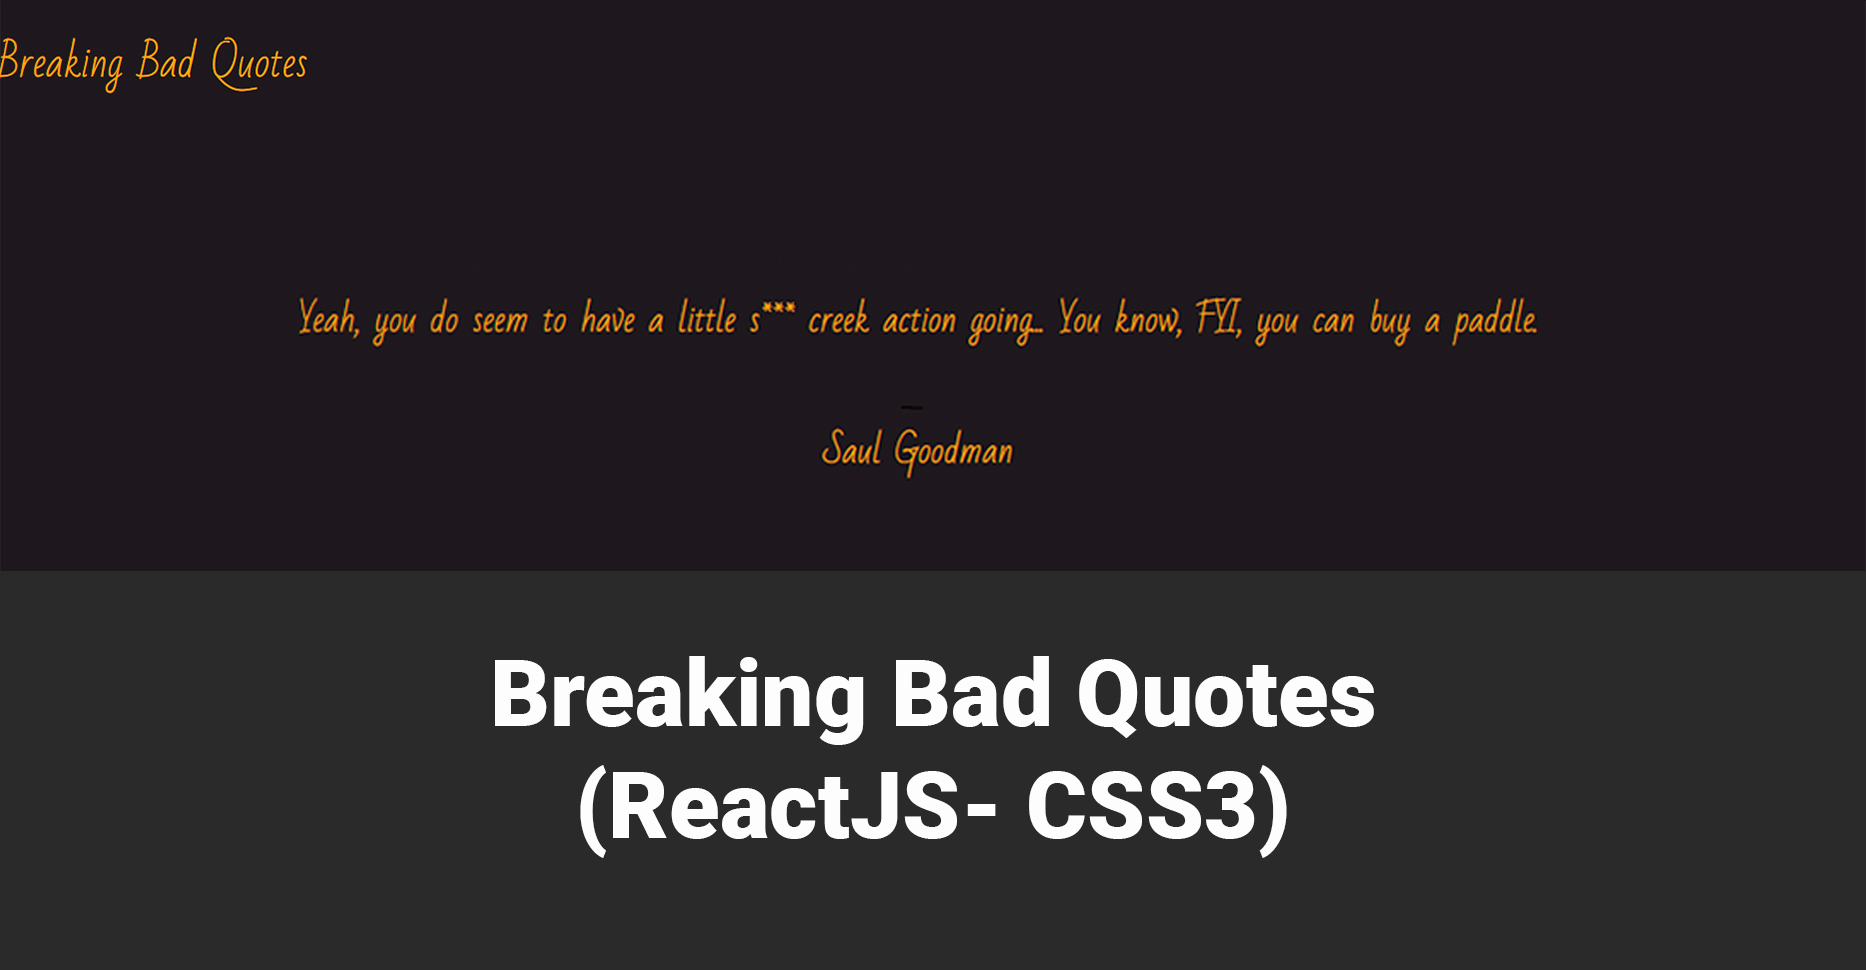 Breaking Bad Quotes
Yeah, you do seem to have a little s*** creek action going... You know, FYI, you can buy a paddle.
—
Saul Goodman
Breaking Bad Quotes
(ReactJS- CSS3)